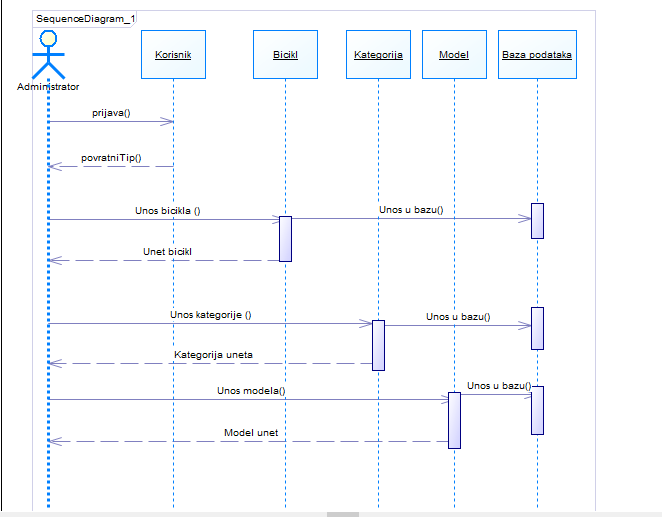 SequenceDiagram_1
Administrator
Korisnik
Bicikl
Kategorija
Model
Baza podataka
prijava()
povratniTip()
Unos bicikla ()
Unos u bazu()
Unet bicikl
Unos kategorije ()
Unos u bazu()
Kategorija uneta
Unos modela()
Unos u bazu()
Model unet